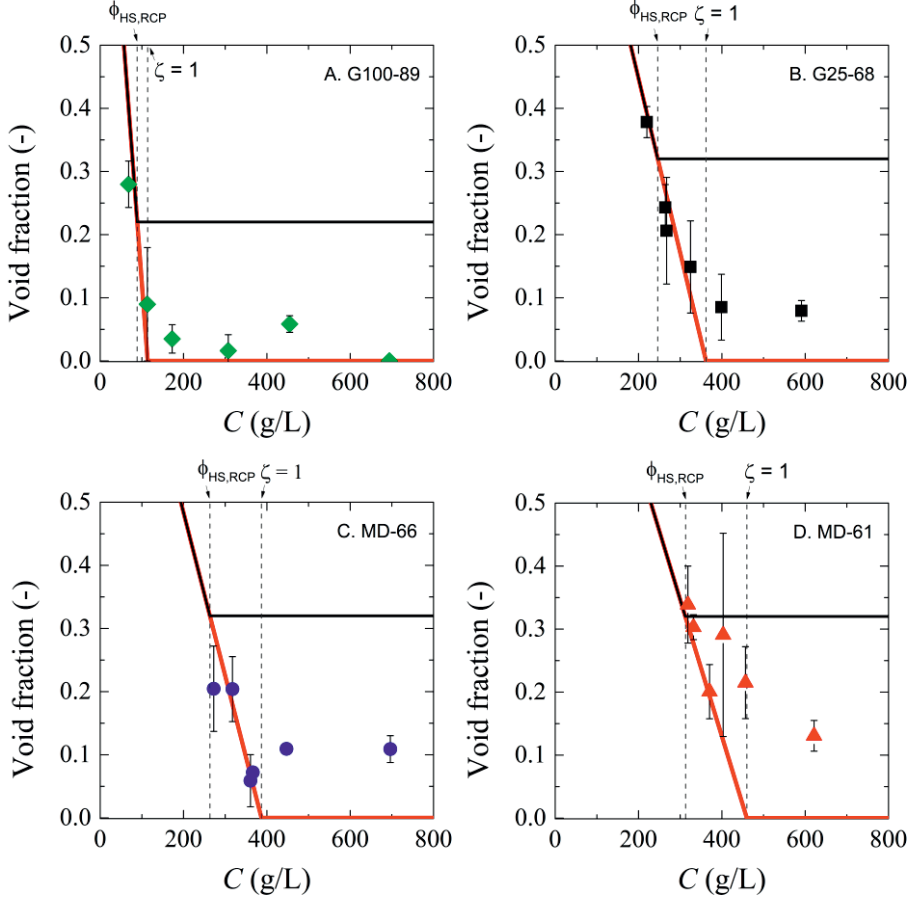 ϕHS,RCP
ζ = 1
A. G100-89
0.5
0.4
0.3
0.2
0.1
0.0
Void fraction (-)
0 200 400 600 800
C (g/L)
ϕHS,RCP ζ = 1
B. G25-68
0.5
0.4
0.3
0.2
0.1
0.0
Void fraction (-)
0 200 400 600 800
C (g/L)
ϕHS,RCP ζ = 1
C. MD-66
0.5
0.4
0.3
0.2
0.1
0.0
Void fraction (-)
0 200 400 600 800
C (g/L)
ϕHS,RCP ζ = 1
D. MD-61
0.5
0.4
0.3
0.2
0.1
0.0
Void fraction (-)
0 200 400 600 800
C (g/L)